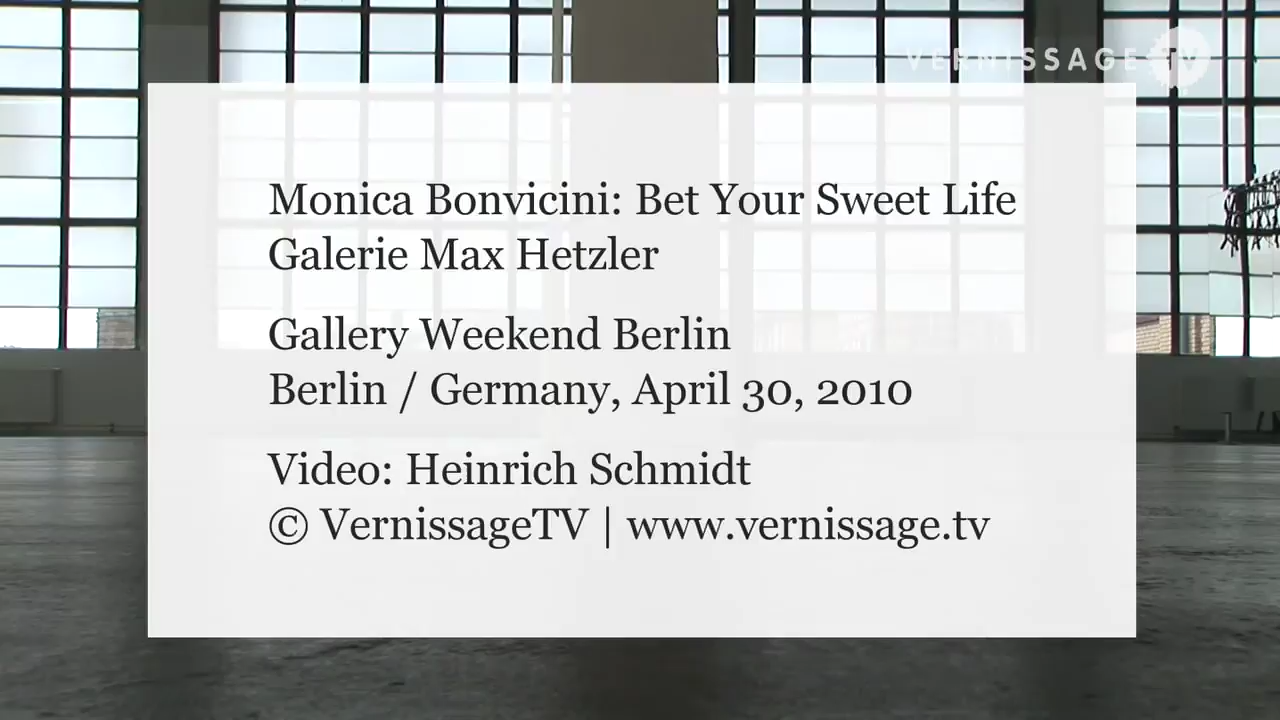 VERNISSAGE TV
Monica Bonvicini: Bet Your Sweet Life
Galerie Max Hetzler
Gallery Weekend Berlin
Berlin / Germany, April 30, 2010
Video: Heinrich Schmidt
© VernissageTV | www.vernissage.tv